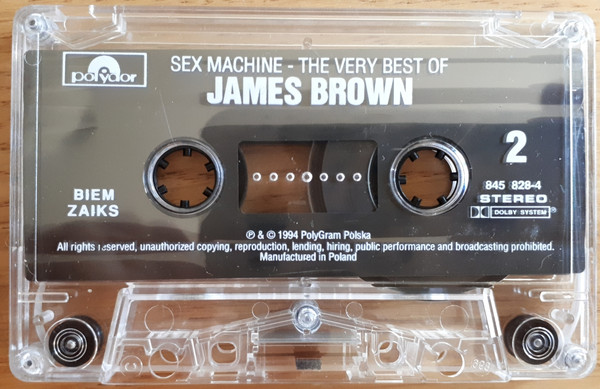 polydor
SEX MACHINE - THE VERY BEST OF
JAMES BROWN
2
BIEM
ZAIKS
845 828-4
STEREO
DOLBY SYSTEM®
℗ & © 1994 PolyGram Polska
All rights reserved, unauthorized copying, reproduction, lending, hiring, public performance and broadcasting prohibited.
Manufactured in Poland